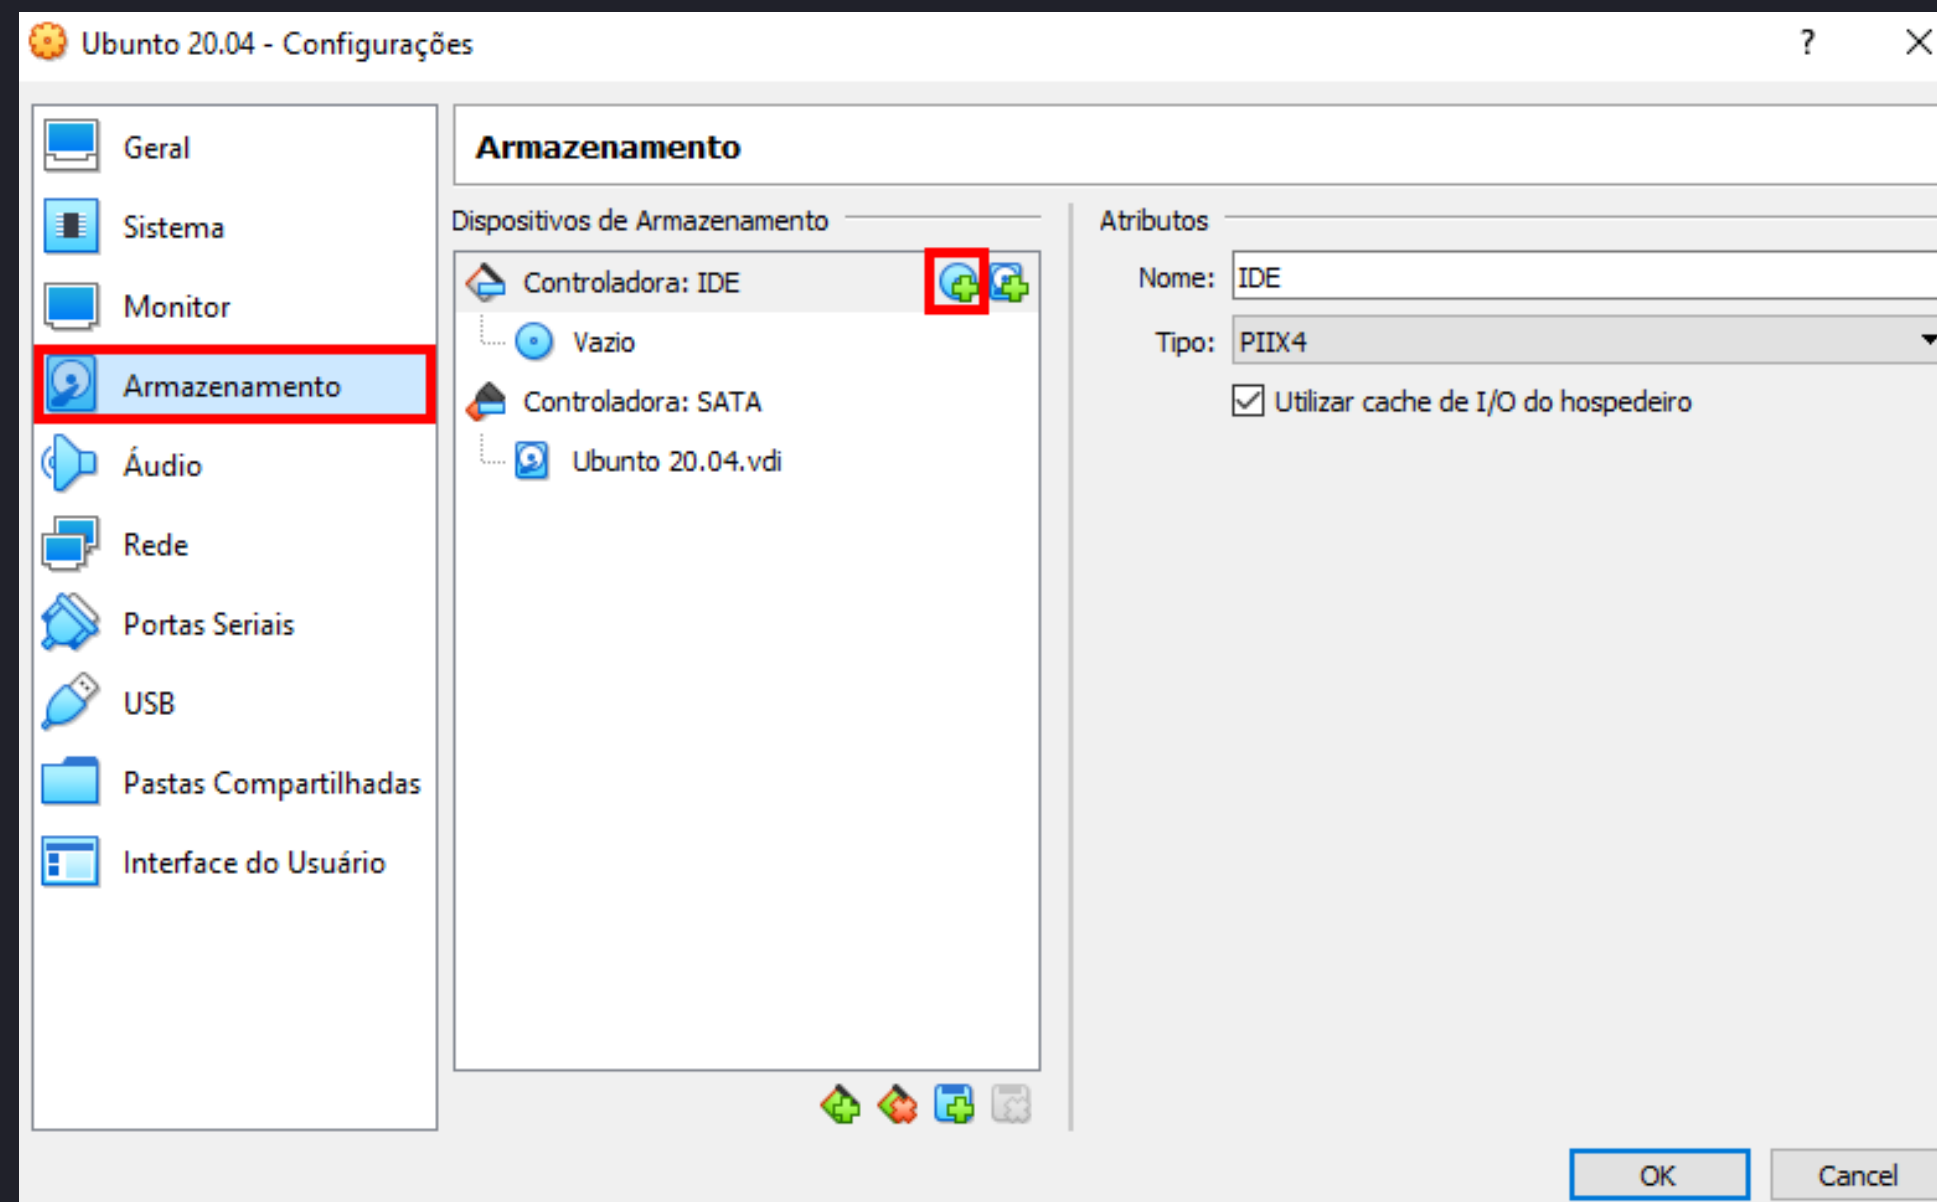 Ubunto 20.04 - Configurações
Geral
Sistema
Monitor
Armazenamento
Áudio
Rede
Portas Seriais
USB
Pastas Compartilhadas
Interface do Usuário
Armazenamento
Dispositivos de Armazenamento
Controladora: IDE
Vazio
Controladora: SATA
Ubunto 20.04.vdi
Atributos
Nome: IDE
Tipo: PIIX4
Utilizar cache de I/O do hospedeiro
OK Cancel